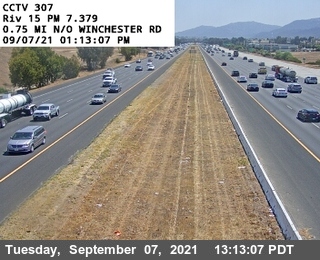 CCTV 307
Riv 15 PM 7.379
0.75 MI N/O WINCHESTER RD
09/07/21 01:13:07 PM
Tuesday, September 07, 2021 13:13:07 PDT